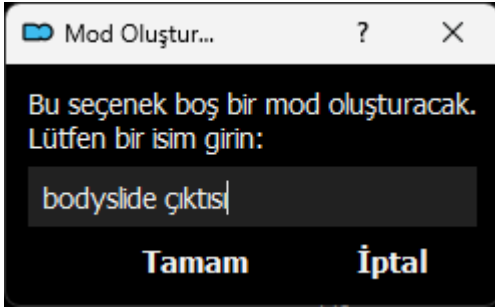 Mod Oluştur...
Bu seçenek boş bir mod oluşturacak.
Lütfen bir isim girin:
bodyslide çıktısı
Tamam İptal